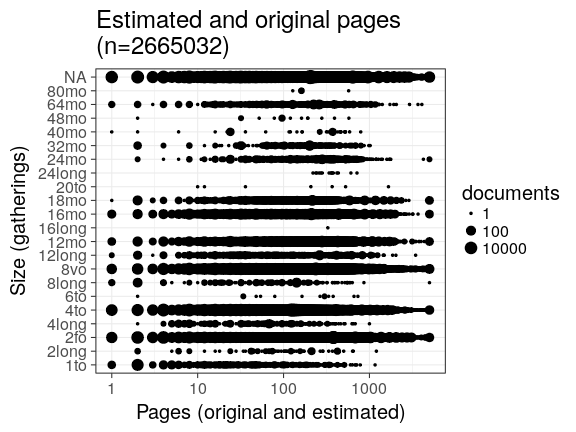 Estimated and original pages
(n=2665032)
Size (gatherings)
NA
80mo
64mo
48mo
40mo
32mo
24mo
24long
20to
18mo
16mo
16long
12mo
12long
8vo
8long
6to
4to
4long
2to
2long
1to
1 10 100 1000
Pages (original and estimated)
documents
1
100
10000